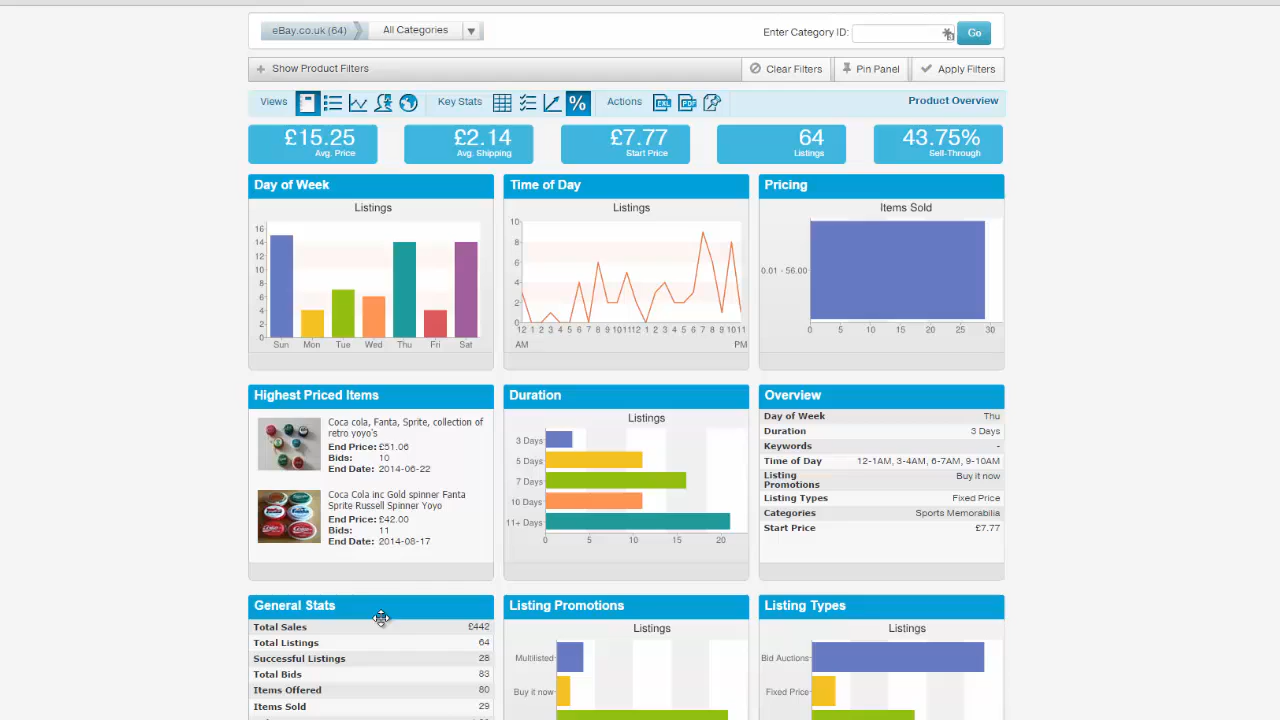 eBay.co.uk (64)
All Categories
Enter Category ID:
Go
Show Product Filters
Clear Filters
Pin Panel
Apply Filters
Views
Key Stats
%
Actions
EXL
PDF
Product Overview
£15.25
Avg. Price
£2.14
Avg. Shipping
£7.77
Start Price
64
Listings
43.75%
Sell-Through
Day of Week
Listings
16
14
12
10
8
6
4
2
0
Sun Mon Tue Wed Thu Fri Sat
Time of Day
Listings
10
8
6
4
2
0
12 1 2 3 4 5 6 7 8 9 10 11 12 1 2 3 4 5 6 7 8 9 10 11
AM PM
Pricing
Items Sold
0.01 - 56.00
0 5 10 15 20 25 30
Highest Priced Items
Coca cola, Fanta, Sprite, collection of
retro yoyo's
End Price: £51.06
Bids: 10
End Date: 2014-06-22
Coca Cola inc Gold spinner Fanta
Sprite Russell Spinner Yoyo
End Price: £42.00
Bids: 11
End Date: 2014-08-17
Duration
Listings
3 Days
5 Days
7 Days
10 Days
11+ Days
0 5 10 15 20
Overview
Day of Week Thu
Duration 3 Days
Keywords -
Time of Day 12-1AM, 3-4AM, 6-7AM, 9-10AM
Listing Buy it now
Promotions
Listing Types Fixed Price
Categories Sports Memorabilia
Start Price £7.77
General Stats
Total Sales £442
Total Listings 64
Successful Listings 28
Total Bids 83
Items Offered 80
Items Sold 29
Listing Promotions
Listings
Multilisted
Buy it now
Listing Types
Listings
Bid Auctions
Fixed Price